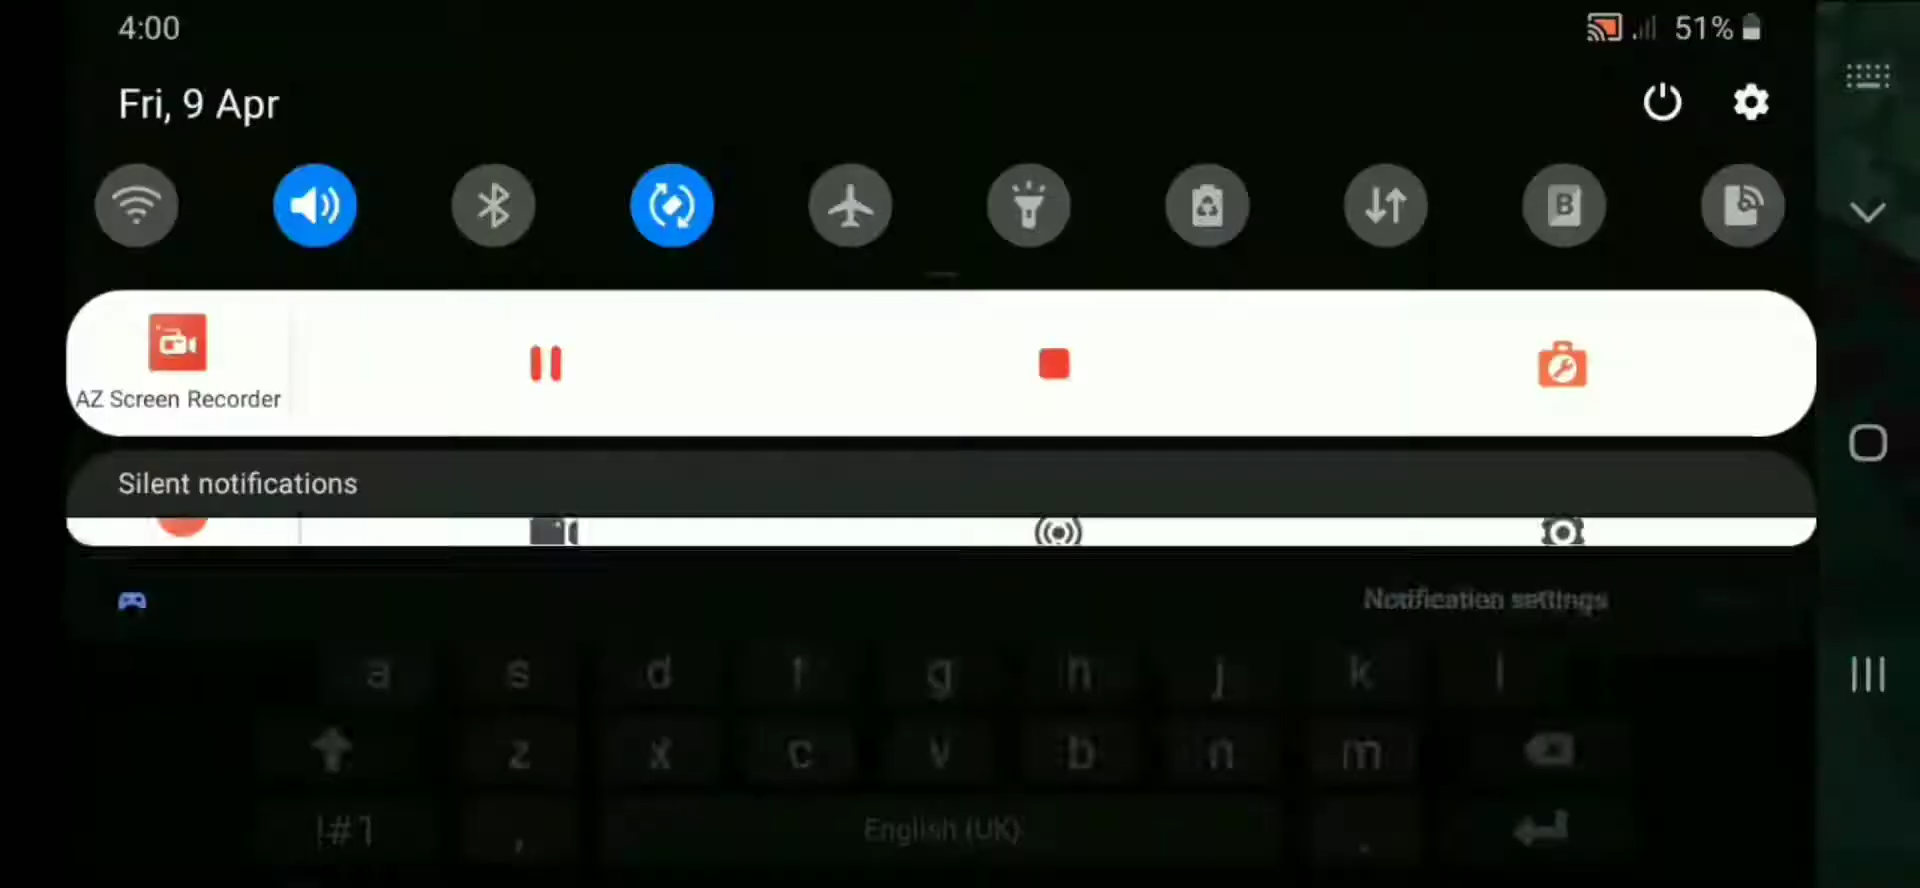 4:00
51%
Fri, 9 Apr
B
AZ Screen Recorder
Silent notifications
Notification settings
a s d f g h j k l
z x c v b n m
!#1 , English (UK) .